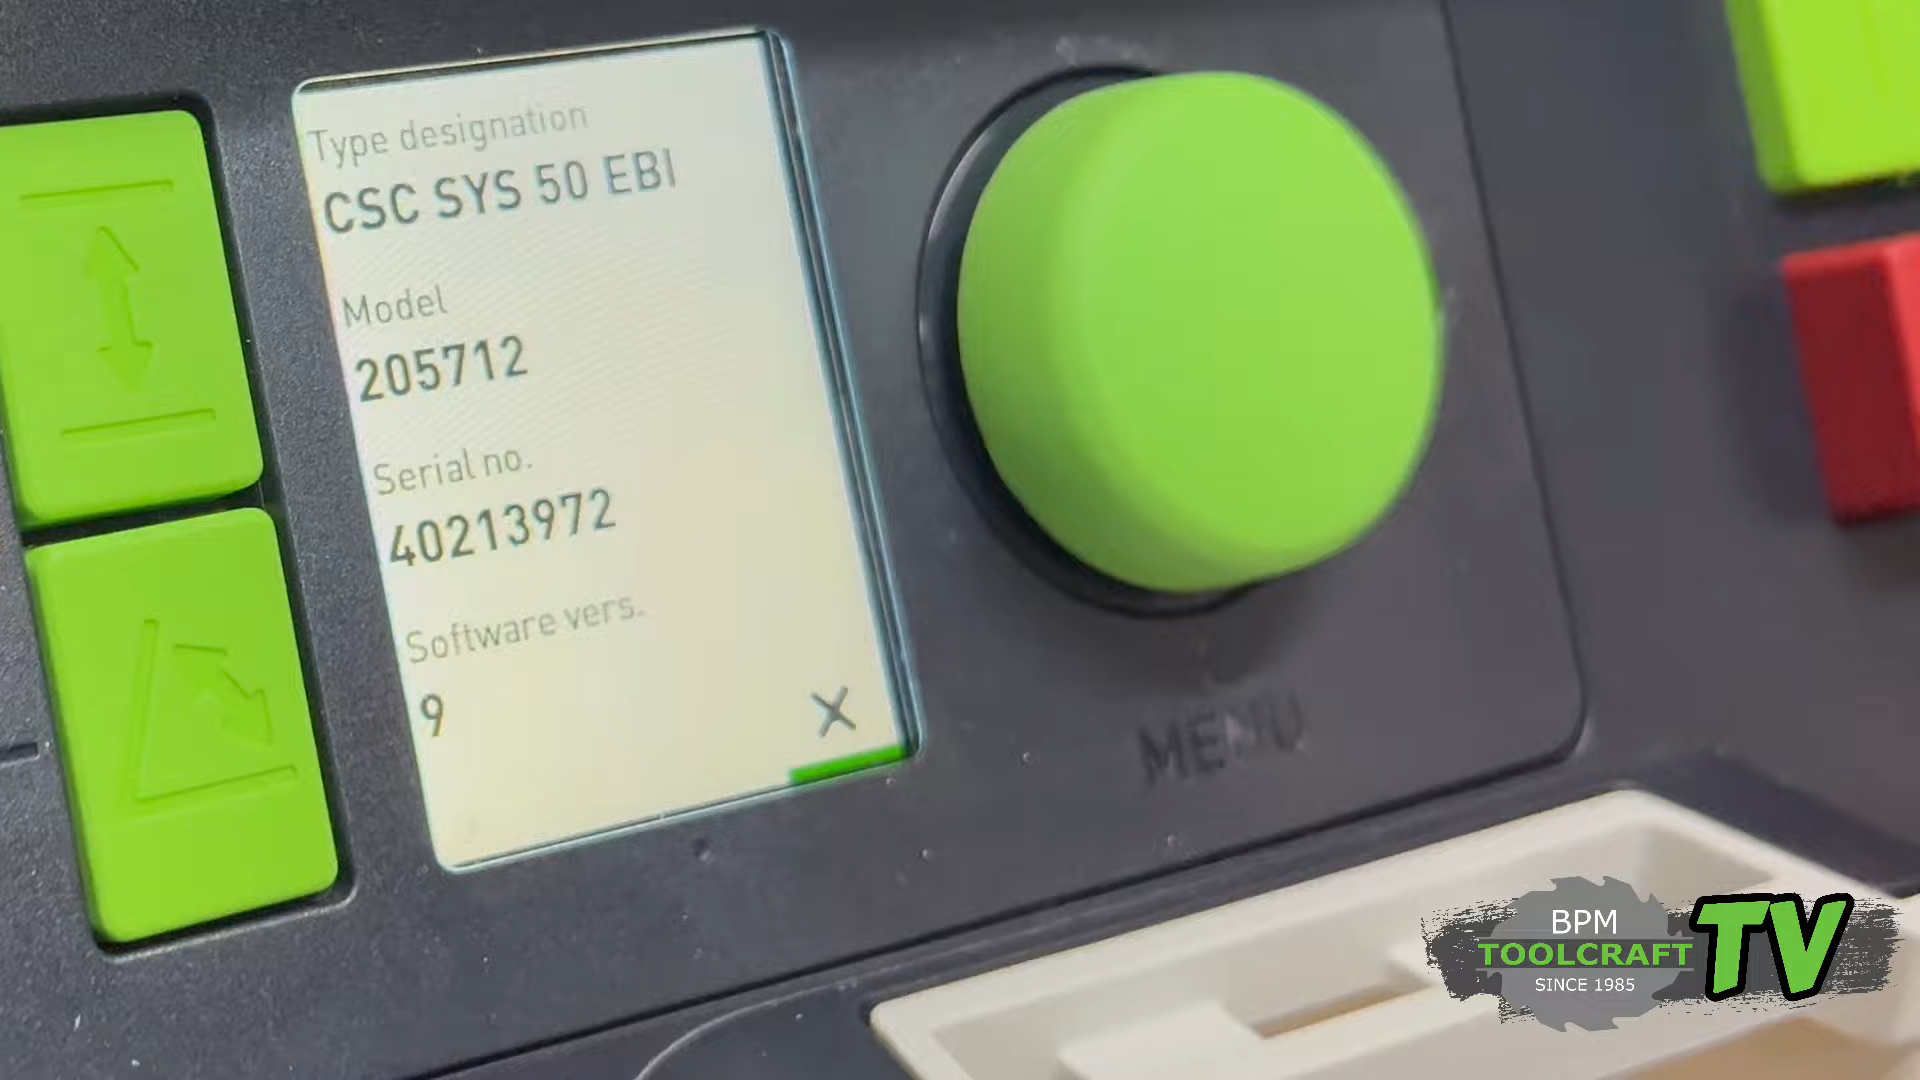 Type designation
CSC SYS 50 EBI
Model
205712
Serial no.
40213972
Software vers.
9
MENU
BPM
TOOLCRAFT
SINCE 1985
TV